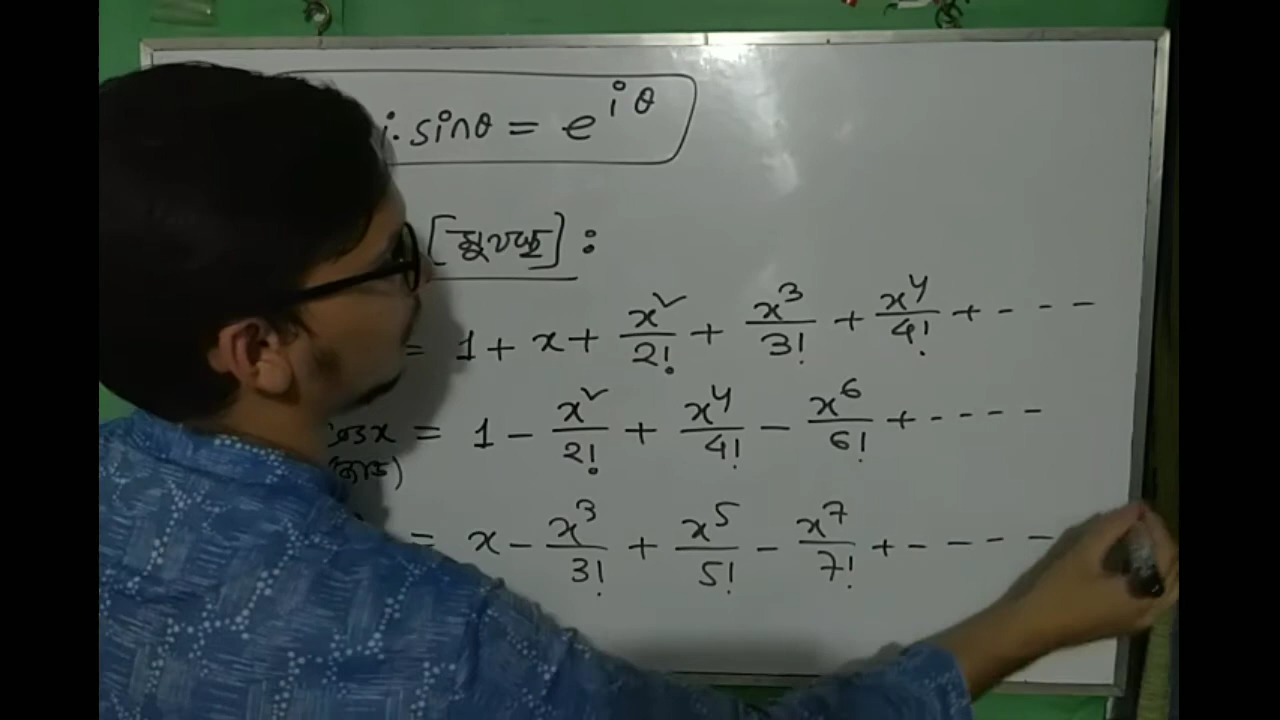 i. sinθ = e^{iθ}
:
= 1 + x + x²/2! + x³/3! + x⁴/4! + - - -
cosx = 1 - x²/2! + x⁴/4! - x⁶/6! + - - - -
= x - x³/3! + x⁵/5! - x⁷/7! + - - - -